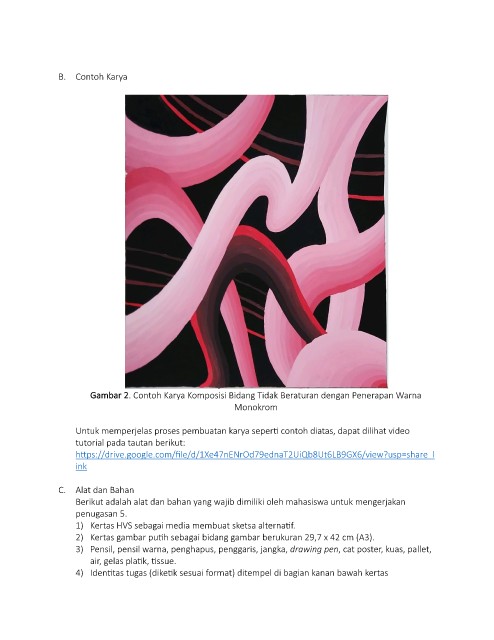 B. Contoh Karya
Gambar 2. Contoh Karya Komposisi Bidang Tidak Beraturan dengan Penerapan Warna
Monokrom
Untuk memperjelas proses pembuatan karya seperti contoh diatas, dapat dilihat video
tutorial pada tautan berikut:
https://drive.google.com/file/d/1Xe47nENrOd79ednaT2UiQb8Ut6LB9GX6/view?usp=share_l
ink
C. Alat dan Bahan
Berikut adalah alat dan bahan yang wajib dimiliki oleh mahasiswa untuk mengerjakan
penugasan 5.
1) Kertas HVS sebagai media membuat sketsa alternatif.
2) Kertas gambar putih sebagai bidang gambar berukuran 29,7 x 42 cm (A3).
3) Pensil, pensil warna, penghapus, penggaris, jangka, drawing pen, cat poster, kuas, pallet,
air, gelas platik, tissue.
4) Identitas tugas (diketik sesuai format) ditempel di bagian kanan bawah kertas